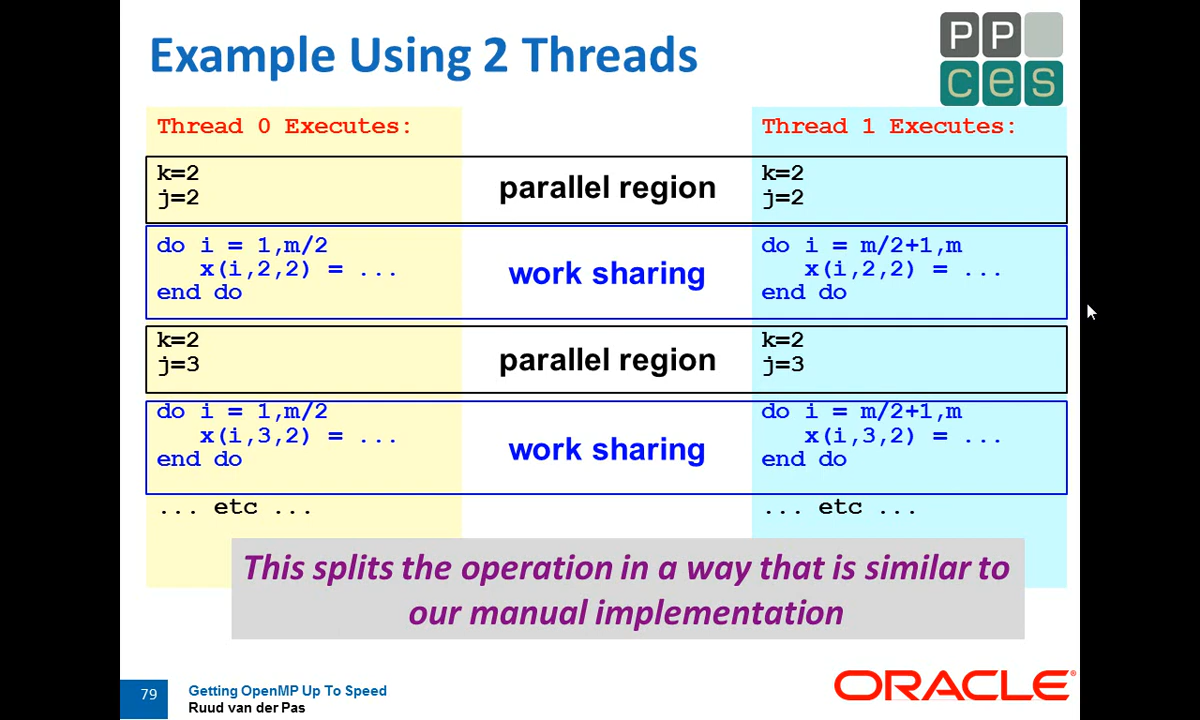 Example Using 2 Threads
PP
ces
Thread 0 Executes:
Thread 1 Executes:
k=2
j=2
parallel region
k=2
j=2
do i = 1,m/2
x(i,2,2) = ...
end do
work sharing
do i = m/2+1,m
x(i,2,2) = ...
end do
k=2
j=3
parallel region
k=2
j=3
do i = 1,m/2
x(i,3,2) = ...
end do
work sharing
do i = m/2+1,m
x(i,3,2) = ...
end do
... etc ...
... etc ...
This splits the operation in a way that is similar to
our manual implementation
79
Getting OpenMP Up To Speed
Ruud van der Pas
ORACLE®